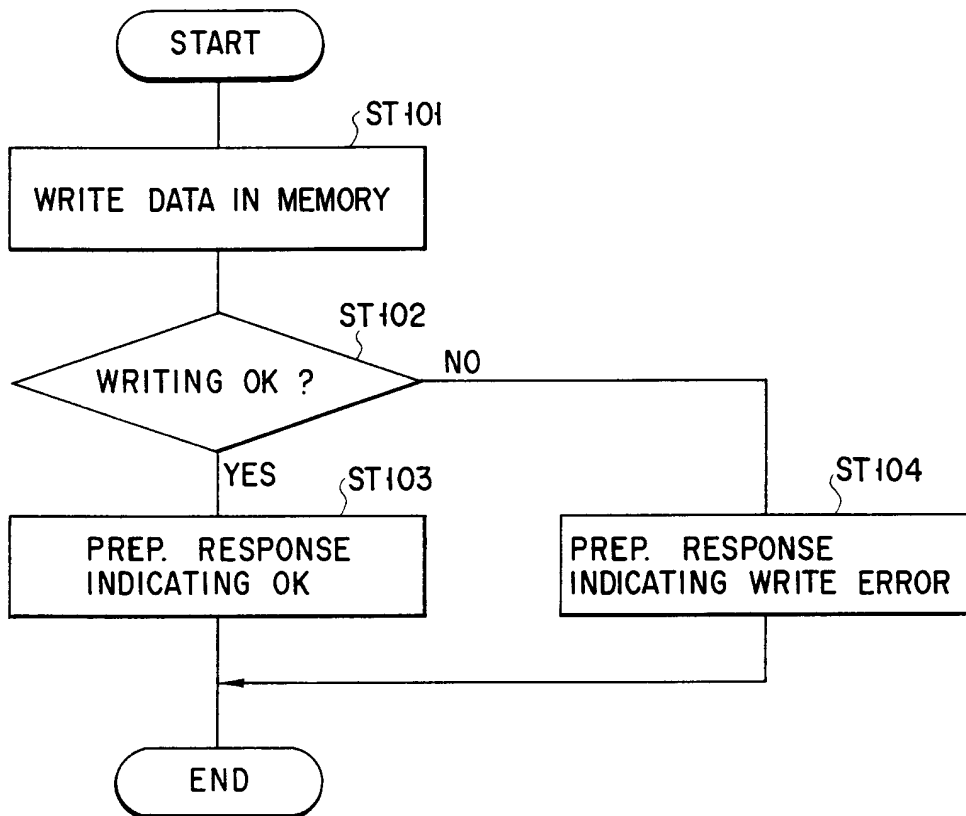 START
ST101
WRITE DATA IN MEMORY
ST102
WRITING OK ?
NO
YES
ST103
PREP. RESPONSE
INDICATING OK
ST104
PREP. RESPONSE
INDICATING WRITE ERROR
END